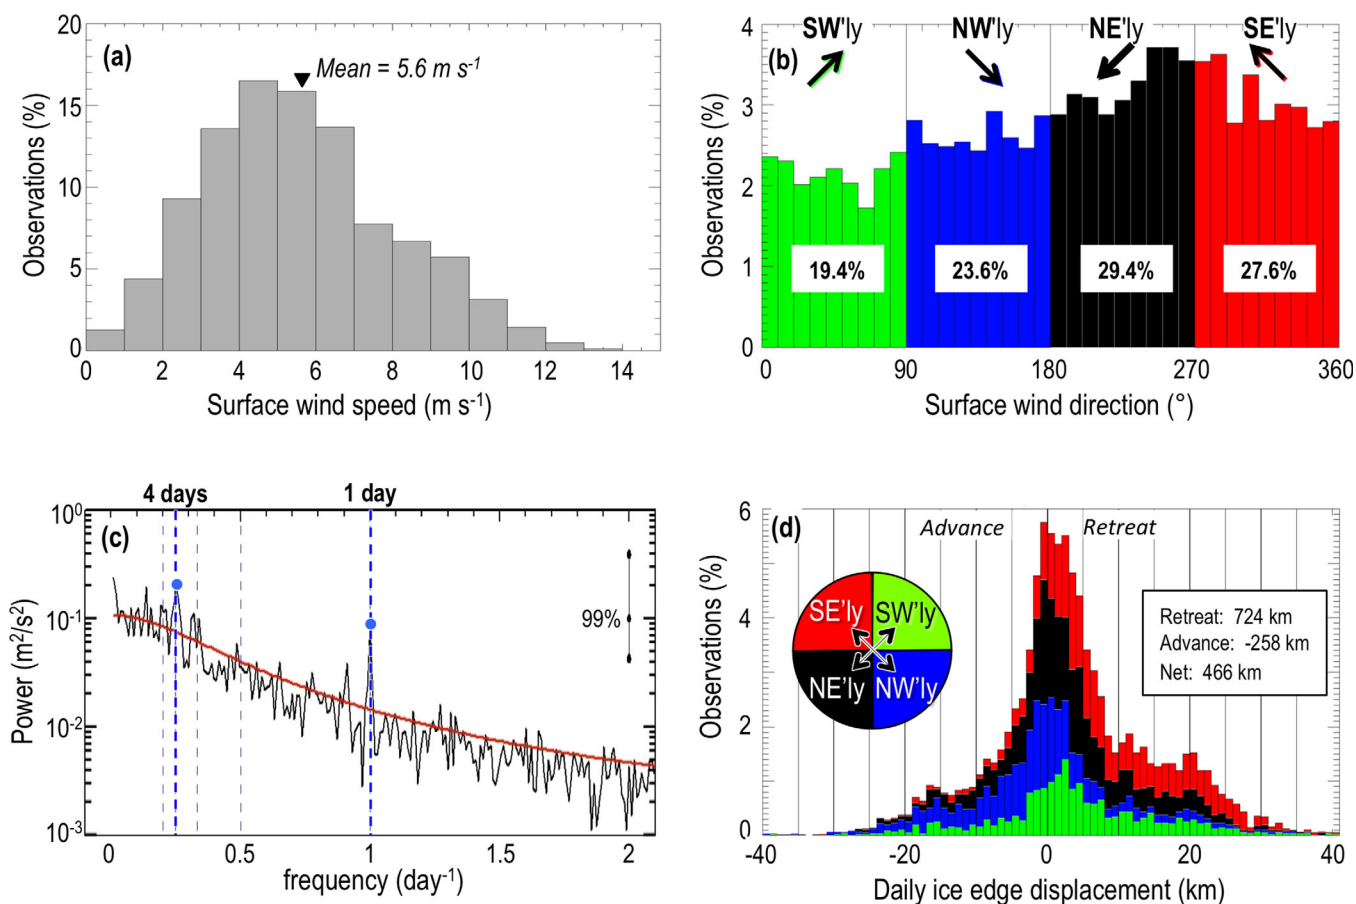 (a)
Mean = 5.6 m s⁻¹
Observations (%)
20
15
10
5
0
0 2 4 6 8 10 12 14
Surface wind speed (m s⁻¹)
(b)
SW'ly NW'ly NE'ly SE'ly
Observations (%)
4
3
2
1
0
19.4% 23.6% 29.4% 27.6%
0 90 180 270 360
Surface wind direction (°)
4 days 1 day
(c)
Power (m²/s²)
10⁰
10⁻¹
10⁻²
10⁻³
99%
0 0.5 1 1.5 2
frequency (day⁻¹)
(d)
Advance Retreat
Observations (%)
6
4
2
0
SE'ly SW'ly
NE'ly NW'ly
Retreat: 724 km
Advance: -258 km
Net: 466 km
-40 -20 0 20 40
Daily ice edge displacement (km)